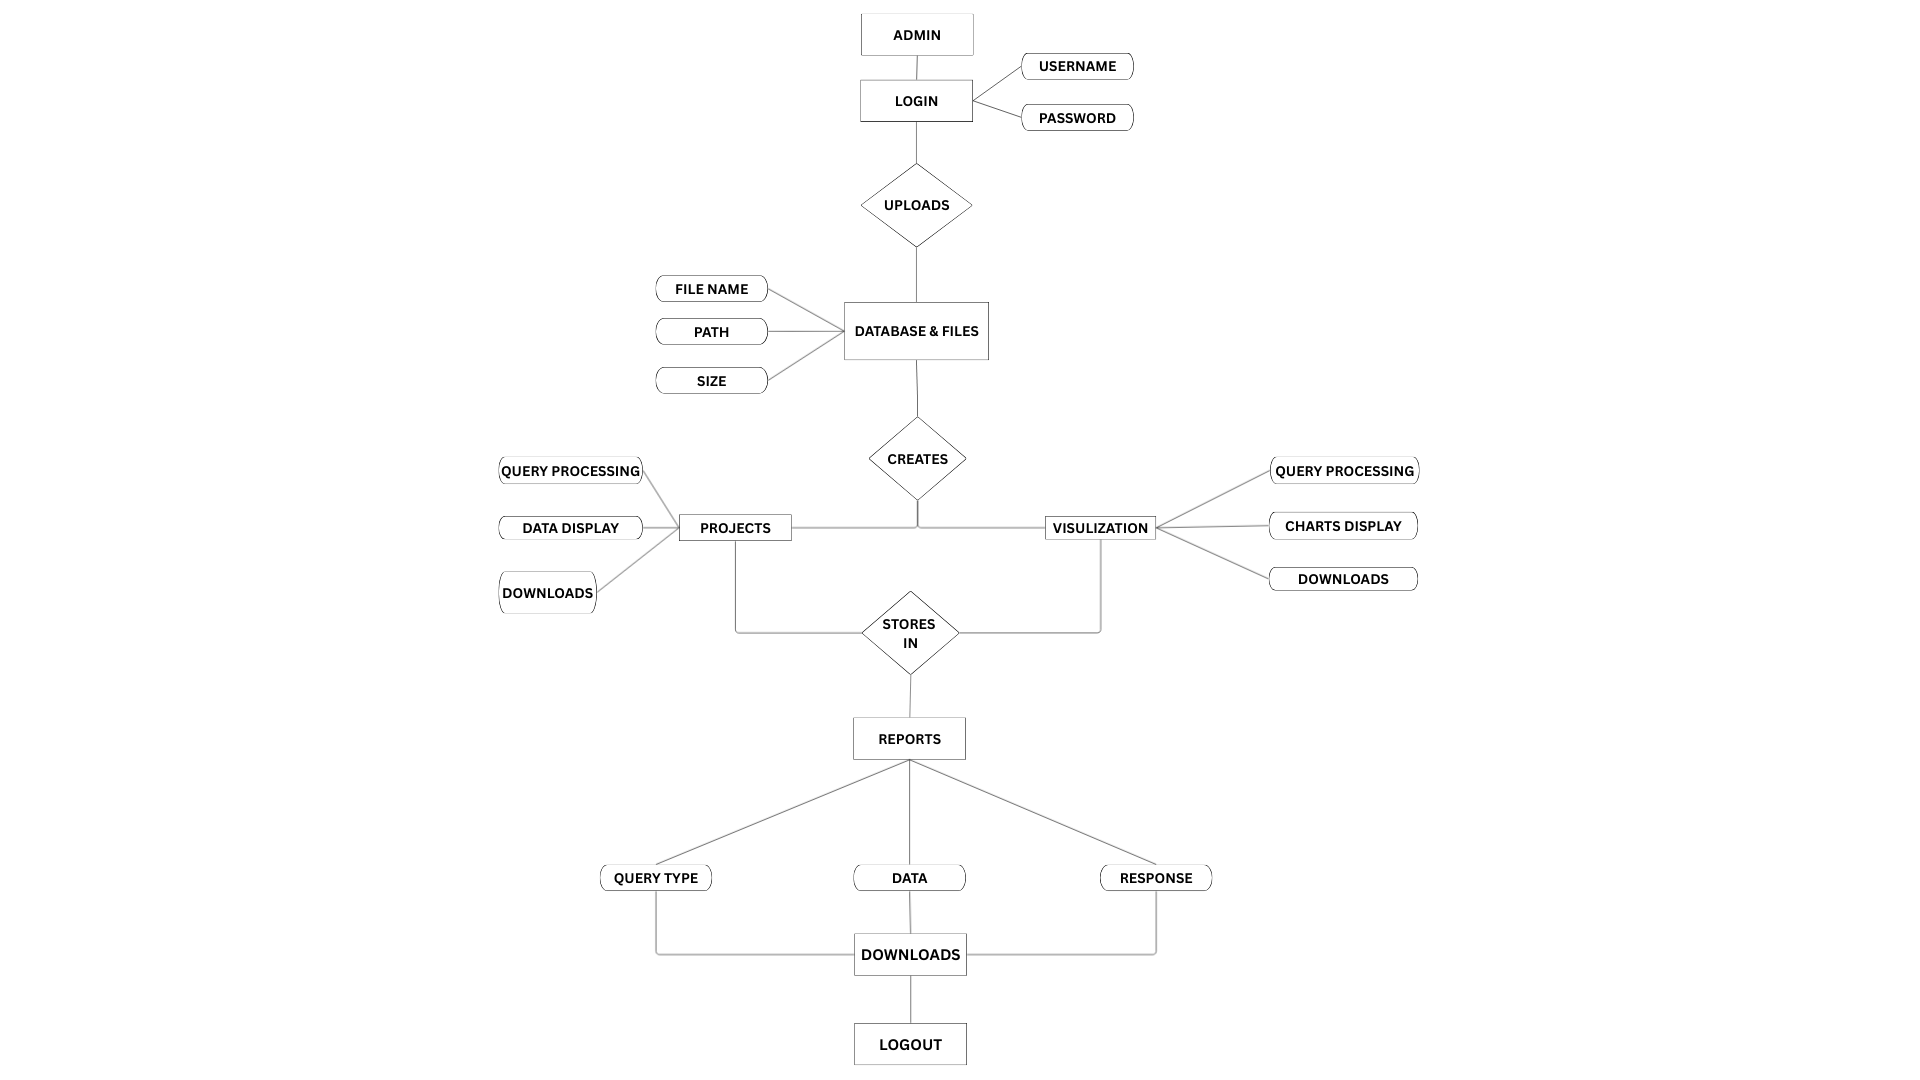 ADMIN
USERNAME
LOGIN
PASSWORD
UPLOADS
FILE NAME
PATH
DATABASE & FILES
SIZE
CREATES
QUERY PROCESSING
QUERY PROCESSING
DATA DISPLAY
PROJECTS
VISULIZATION
CHARTS DISPLAY
DOWNLOADS
DOWNLOADS
STORES
IN
REPORTS
QUERY TYPE
DATA
RESPONSE
DOWNLOADS
LOGOUT